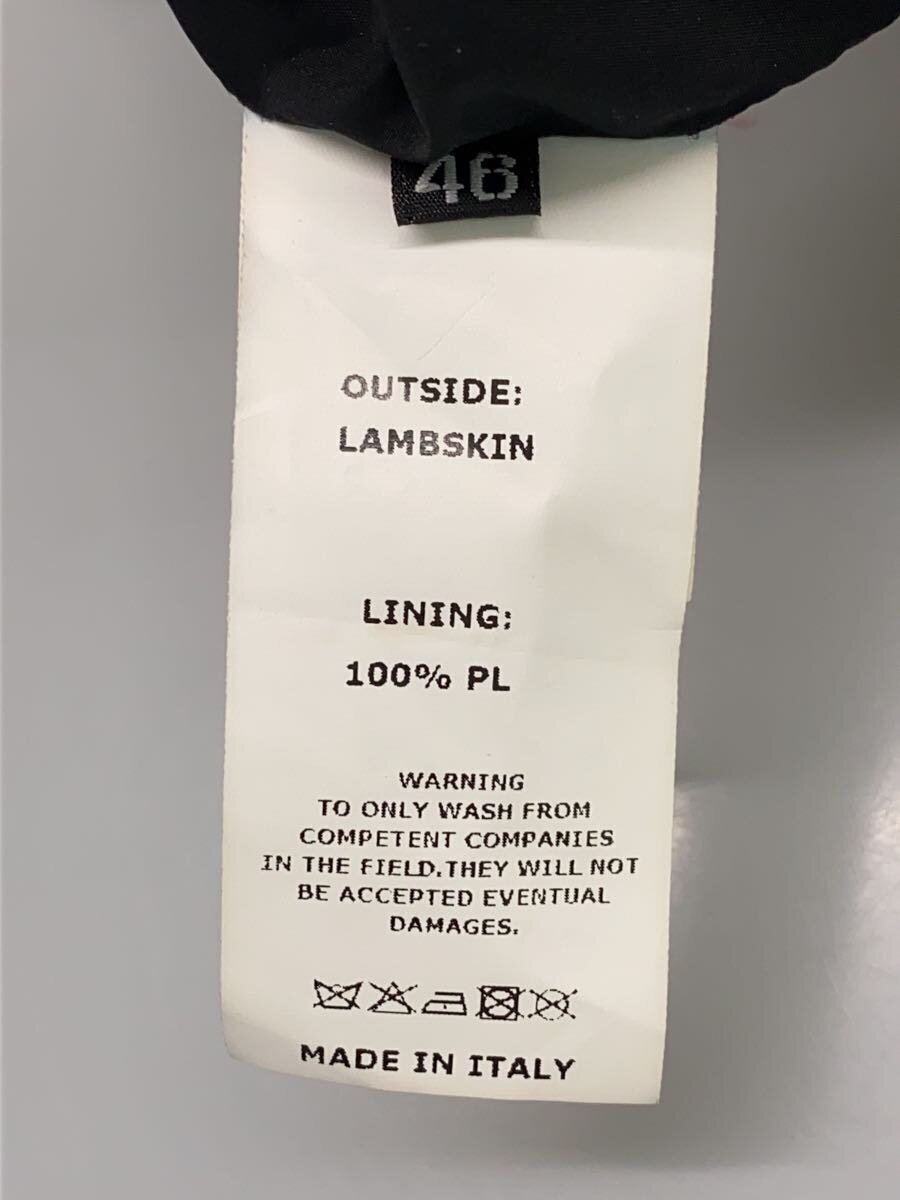 46
OUTSIDE:
LAMBSKIN
LINING:
100% PL
WARNING
TO ONLY WASH FROM
COMPETENT COMPANIES
IN THE FIELD.THEY WILL NOT
BE ACCEPTED EVENTUAL
DAMAGES.
MADE IN ITALY